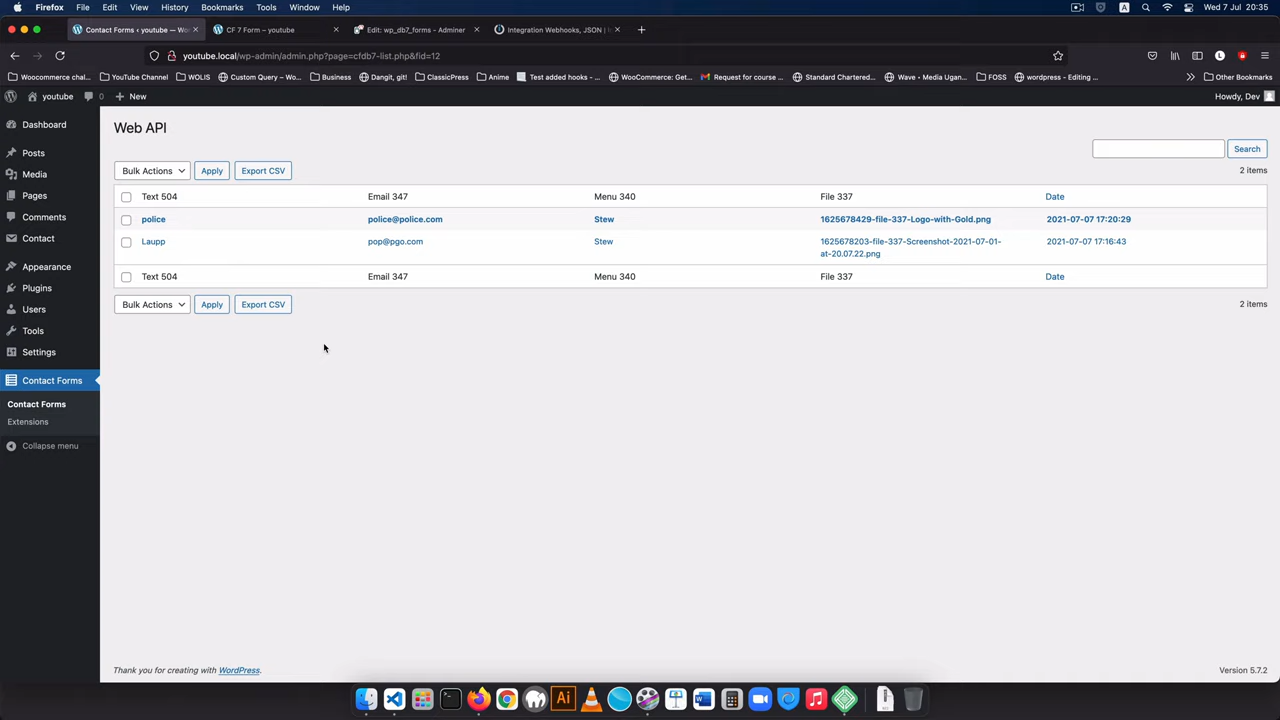 Firefox File Edit View History Bookmarks Tools Window Help Wed 7 Jul 20:35
Contact Forms ‹ youtube — Wo CF 7 Form – youtube Edit: wp_db7_forms - Adminer Integration Webhooks, JSON | Ic
youtube.local/wp-admin/admin.php?page=cfdb7-list.php&fid=12
Woocommerce chal... YouTube Channel WOLIS Custom Query – Wo... Business Dangit, git! ClassicPress Anime Test added hooks - ... WooCommerce: Get... Request for course ... Standard Chartered... Wave • Media Ugan... FOSS wordpress - Editing ... Other Bookmarks
youtube 0 New Howdy, Dev
Dashboard
Posts
Media
Pages
Comments
Contact
Appearance
Plugins
Users
Tools
Settings
Contact Forms
Contact Forms
Extensions
Collapse menu
Web API
Search
Bulk Actions Apply Export CSV 2 items
Text 504 Email 347 Menu 340 File 337 Date
police police@police.com Stew 1625678429-file-337-Logo-with-Gold.png 2021-07-07 17:20:29
Laupp pop@pgo.com Stew 1625678203-file-337-Screenshot-2021-07-01- 2021-07-07 17:16:43
at-20.07.22.png
Text 504 Email 347 Menu 340 File 337 Date
Bulk Actions Apply Export CSV 2 items
Thank you for creating with WordPress. Version 5.7.2